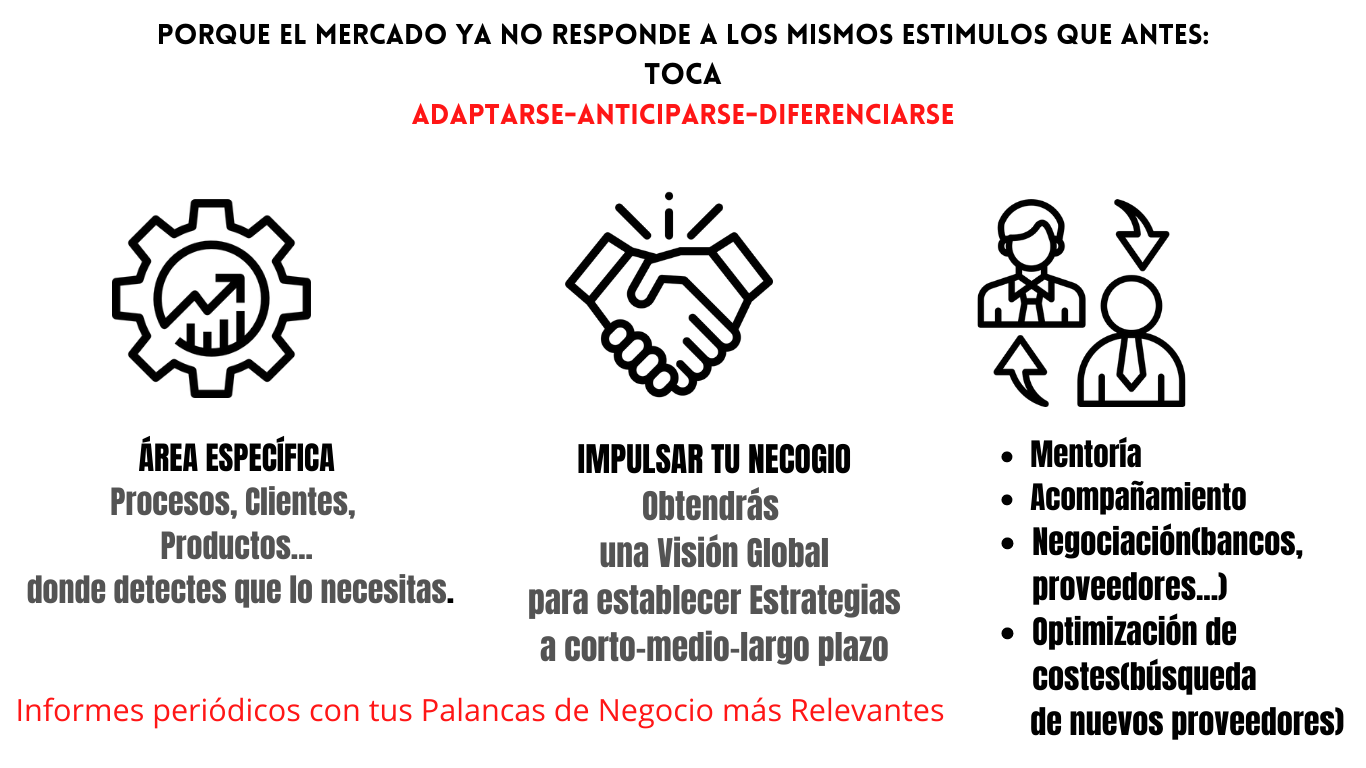 PORQUE EL MERCADO YA NO RESPONDE A LOS MISMOS ESTIMULOS QUE ANTES:
TOCA
ADAPTARSE-ANTICIPARSE-DIFERENCIARSE
ÁREA ESPECÍFICA
Procesos, Clientes,
Productos...
donde detectes que lo necesitas.
IMPULSAR TU NECOGIO
Obtendrás
una Visión Global
para establecer Estrategias
a corto-medio-largo plazo
• Mentoría
• Acompañamiento
• Negociación(bancos,
proveedores...)
• Optimización de
costes(búsqueda
de nuevos proveedores)
Informes periódicos con tus Palancas de Negocio más Relevantes